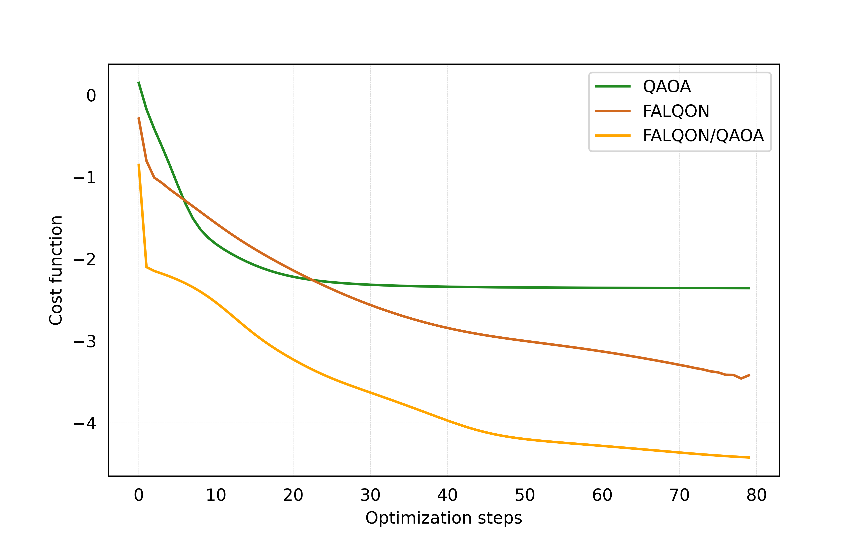 QAOA
FALQON
FALQON/QAOA
Cost function
0
−1
−2
−3
−4
0 10 20 30 40 50 60 70 80
Optimization steps